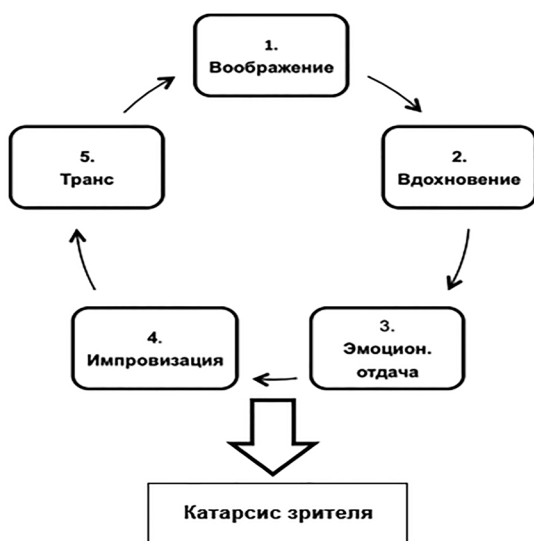 1.
Воображение
2.
Вдохновение
3.
Эмоцион.
отдача
4.
Импровизация
5.
Транс
Катарсис зрителя